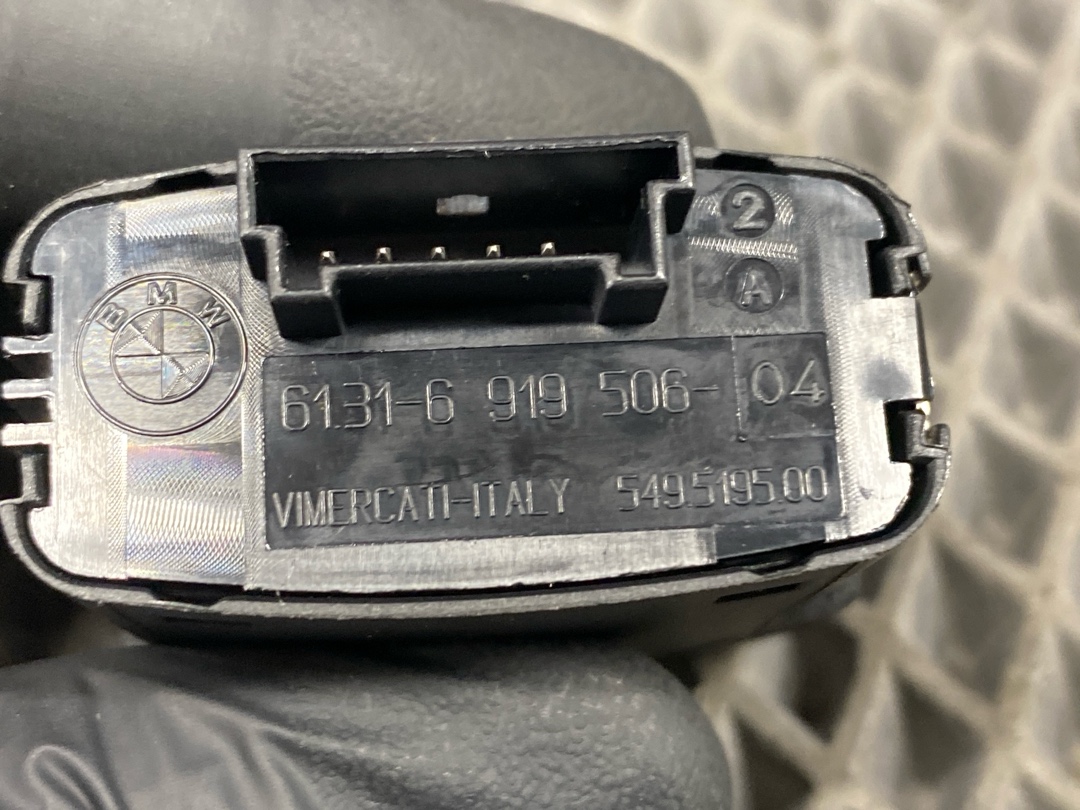 2
A
BMW
61.31-6 919 506-04
VIMERCATI-ITALY 549.5195.00